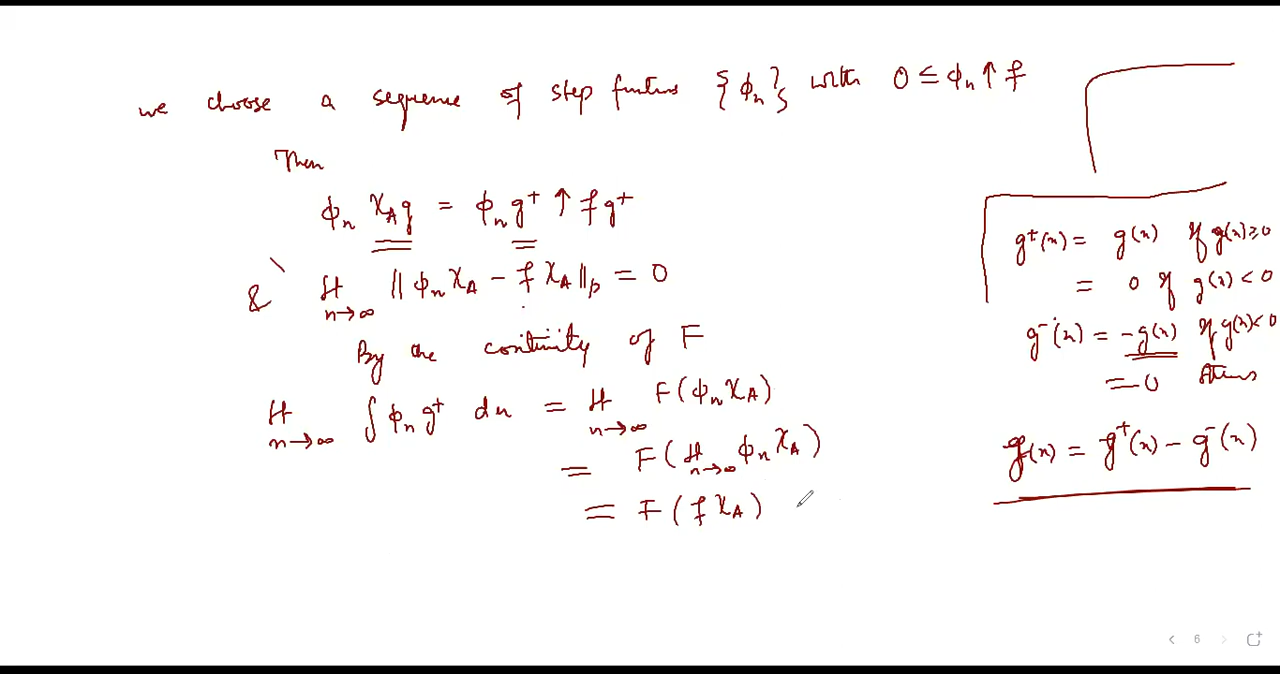 we choose a sequence of step functions {ϕn} with 0 ≤ ϕn ↑ f
Then
ϕn χA g = ϕn g+ ↑ f g+
& lt n→∞ ‖ϕn χA − f χA‖p = 0
By the continuity of F
lt n→∞ ∫ ϕn g+ dx = lt n→∞ F(ϕn χA)
= F(lt n→∞ ϕn χA)
= F(f χA)
g+(x) = g(x) if g(x) ≥ 0
= 0 if g(x) < 0
g-(x) = -g(x) if g(x) < 0
= 0
g(x) = g+(x) − g-(x)
6